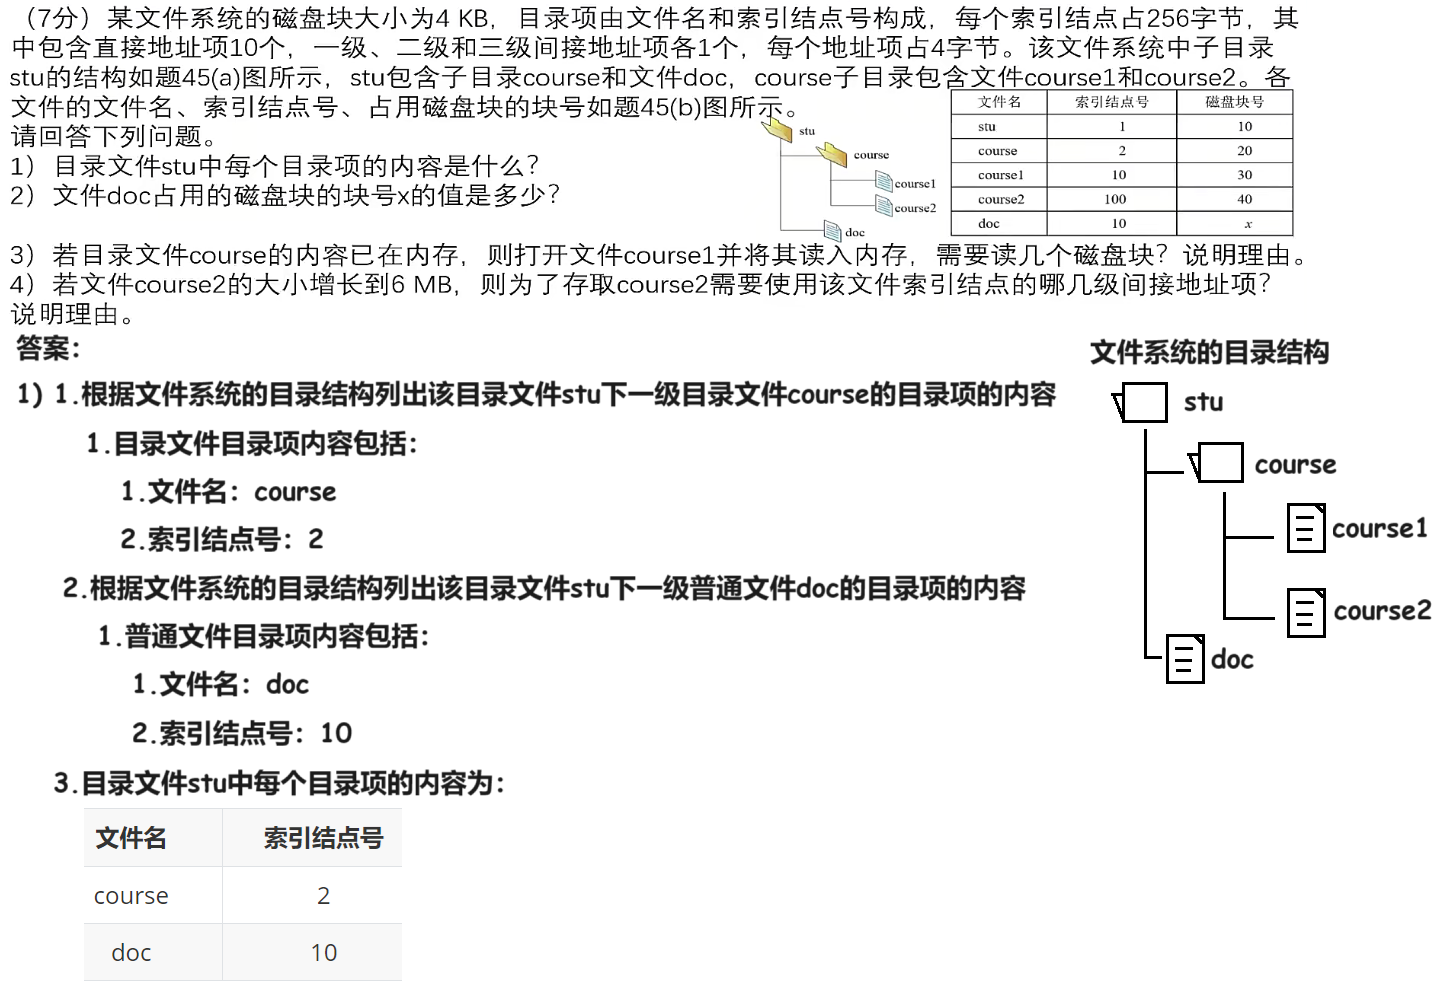 （7分）某文件系统的磁盘块大小为4 KB，目录项由文件名和索引结点号构成，每个索引结点占256字节，其
中包含直接地址项10个，一级、二级和三级间接地址项各1个，每个地址项占4字节。该文件系统中子目录
stu的结构如题45(a)图所示，stu包含子目录course和文件doc，course子目录包含文件course1和course2。各
文件的文件名、索引结点号、占用磁盘块的块号如题45(b)图所示。
请回答下列问题。
1）目录文件stu中每个目录项的内容是什么？
2）文件doc占用的磁盘块的块号x的值是多少？
stu
course
course1
course2
doc
文件名 索引结点号 磁盘块号
stu 1 10
course 2 20
course1 10 30
course2 100 40
doc 10 x
3）若目录文件course的内容已在内存，则打开文件course1并将其读入内存，需要读几个磁盘块？说明理由。
4）若文件course2的大小增长到6 MB，则为了存取course2需要使用该文件索引结点的哪几级间接地址项？
说明理由。
答案：
1) 1.根据文件系统的目录结构列出该目录文件stu下一级目录文件course的目录项的内容
1.目录文件目录项内容包括：
1.文件名：course
2.索引结点号：2
2.根据文件系统的目录结构列出该目录文件stu下一级普通文件doc的目录项的内容
1.普通文件目录项内容包括：
1.文件名：doc
2.索引结点号：10
3.目录文件stu中每个目录项的内容为：
文件名 索引结点号
course 2
doc 10
文件系统的目录结构
stu
course
course1
course2
doc